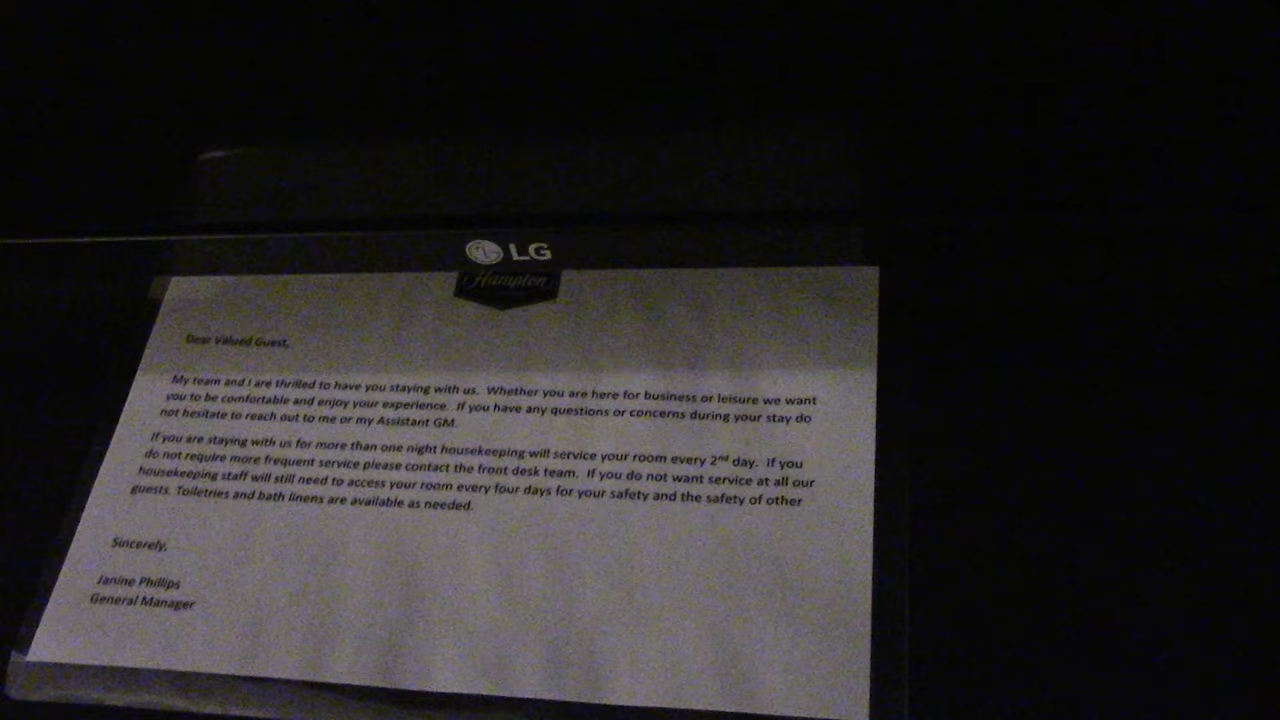 LG
Hampton
Dear Valued Guest,
My team and I are thrilled to have you staying with us. Whether you are here for business or leisure we want
you to be comfortable and enjoy your experience. If you have any questions or concerns during your stay do
not hesitate to reach out to me or my Assistant GM.
If you are staying with us for more than one night housekeeping will service your room every 2nd day. If you
do not require more frequent service please contact the front desk team. If you do not want service at all our
housekeeping staff will still need to access your room every four days for your safety and the safety of other
guests. Toiletries and bath linens are available as needed.
Sincerely,
Janine Phillips
General Manager